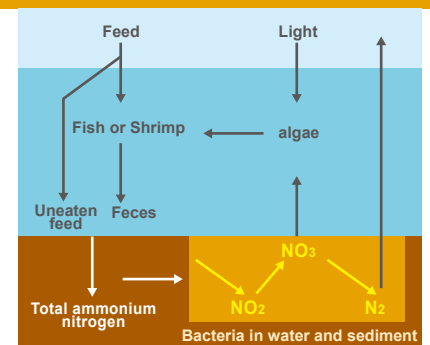 Feed Light
Fish or Shrimp algae
Uneaten
feed Feces
NO3
Total ammonium
nitrogen
NO2 N2
Bacteria in water and sediment